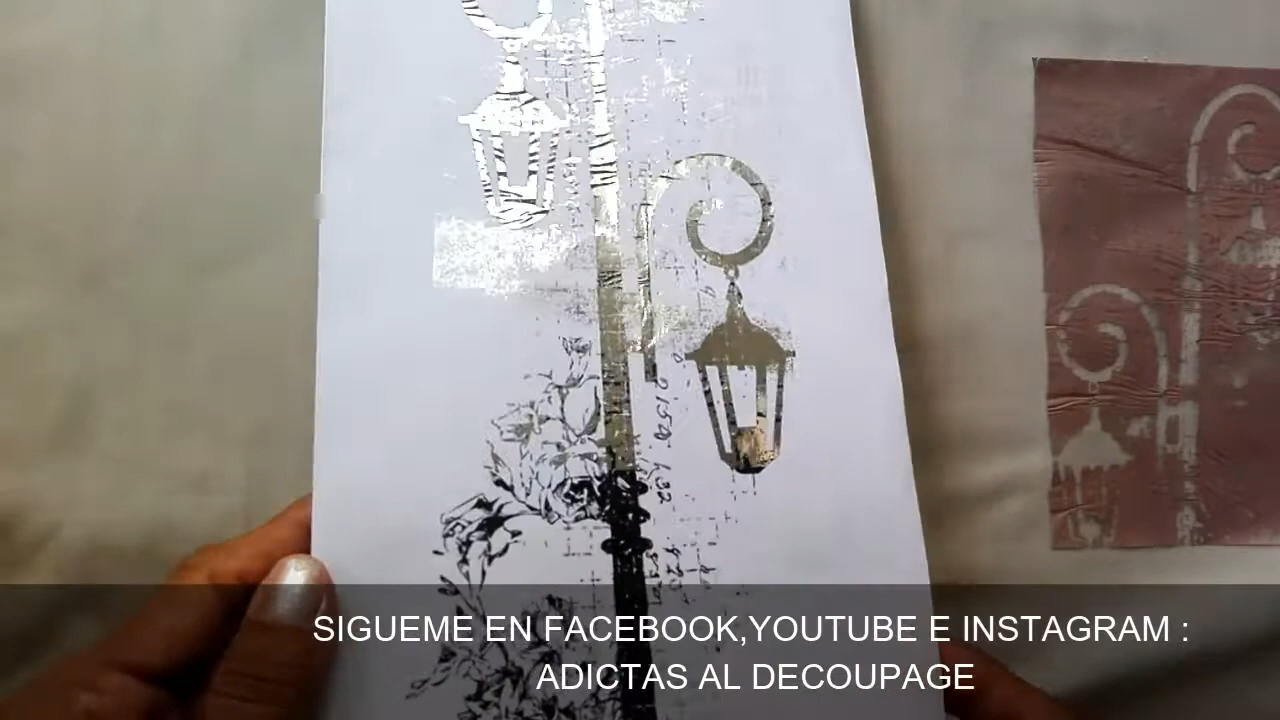 SIGUEME EN FACEBOOK,YOUTUBE E INSTAGRAM :
ADICTAS AL DECOUPAGE